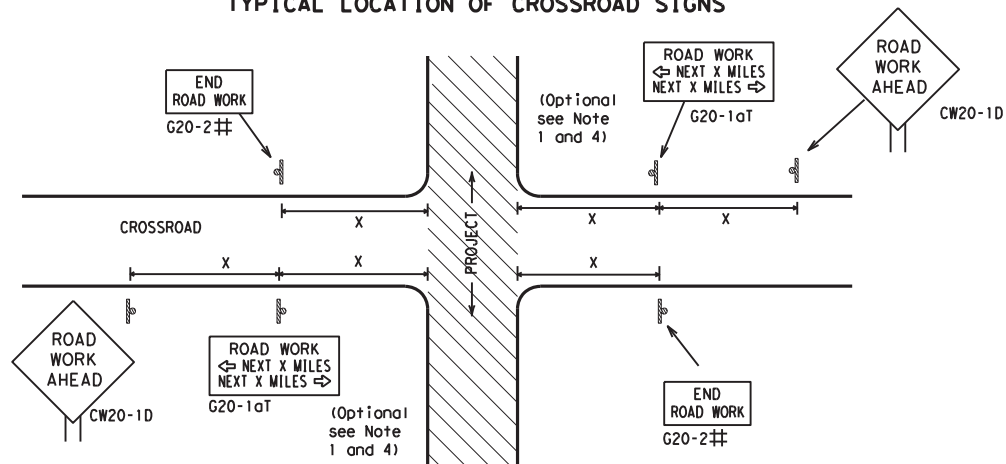 TYPICAL LOCATION OF CROSSROAD SIGNS
END
ROAD WORK
G20-2#
(Optional
see Note
1 and 4)
ROAD WORK
⇦ NEXT X MILES
NEXT X MILES ⇨
G20-1aT
ROAD
WORK
AHEAD
CW20-1D
X
X
X
CROSSROAD
PROJECT
X
X
X
ROAD
WORK
AHEAD
CW20-1D
ROAD WORK
⇦ NEXT X MILES
NEXT X MILES ⇨
G20-1aT
(Optional
see Note
1 and 4)
END
ROAD WORK
G20-2#